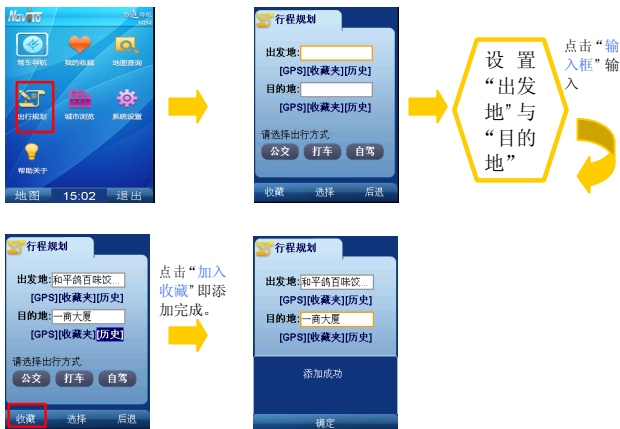 Nav
驾车导航 我的收藏 地图查询
出行规划 城市浏览 系统设置
帮助关于
地图 15:02 退出
行程规划
出发地:
[GPS][收藏夹][历史]
目的地:
[GPS][收藏夹][历史]
请选择出行方式:
公交 打车 自驾
收藏 选择 后退
设置
“出发
地”与
“目的
地”
点击“输
入框”输
入
行程规划
出发地:和平鸽百味饺...
[GPS][收藏夹][历史]
目的地:一商大厦
[GPS][收藏夹][历史]
请选择出行方式:
公交 打车 自驾
收藏 选择 后退
点击“加入
收藏”即添
加完成。
行程规划
出发地:和平鸽百味饺...
[GPS][收藏夹][历史]
目的地:一商大厦
[GPS][收藏夹][历史]
添加成功
确定